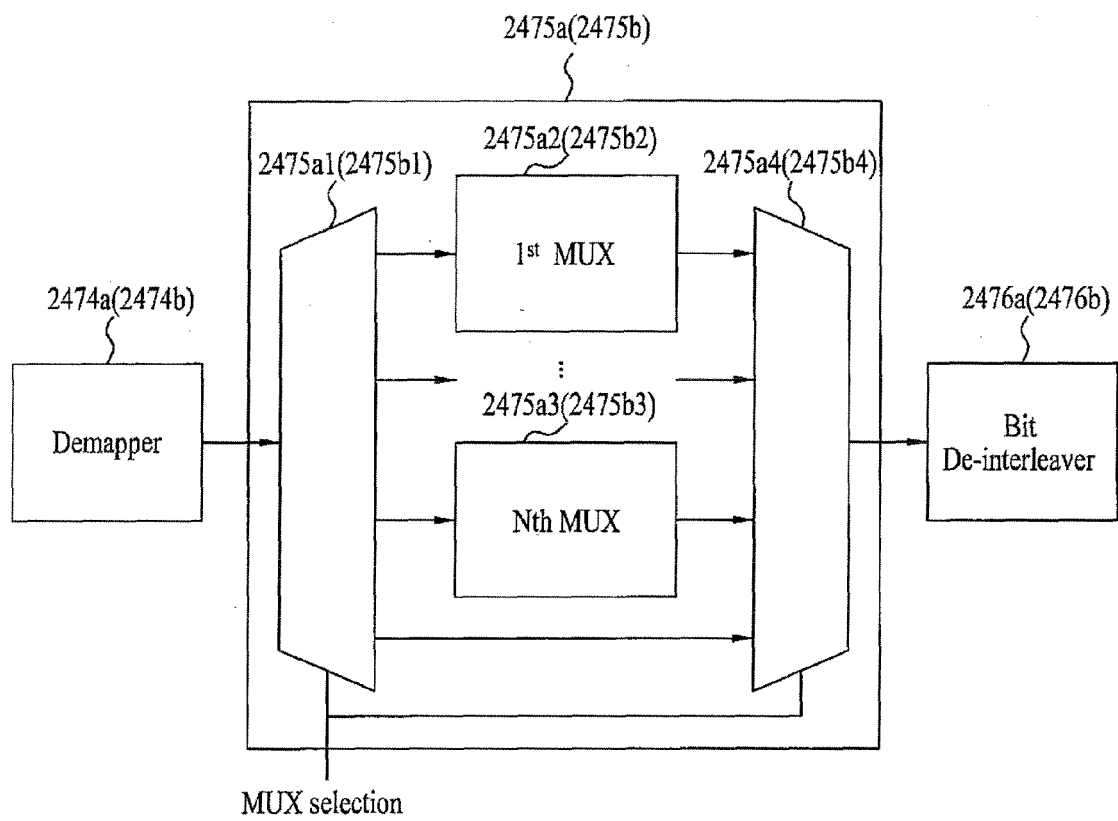 2475a(2475b)
2475a2(2475b2)
2475a1(2475b1)
2475a4(2475b4)
1st MUX
2474a(2474b)
2476a(2476b)
...
2475a3(2475b3)
Demapper
Bit
De-interleaver
Nth MUX
MUX selection